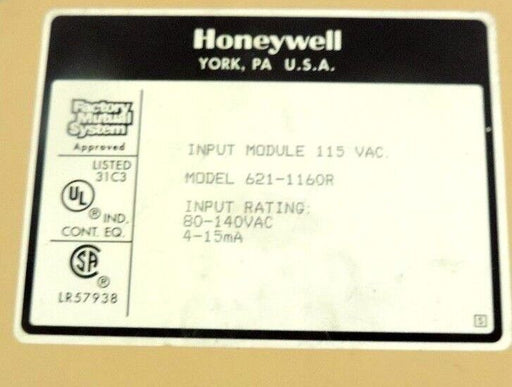 Honeywell
YORK, PA U.S.A.
Factory
Mutual
System
Approved
LISTED
31C3
UL
® IND.
CONT. EQ.
SA
®
LR57938
INPUT MODULE 115 VAC.
MODEL 621-1160R
INPUT RATING:
80-140VAC
4-15mA
S